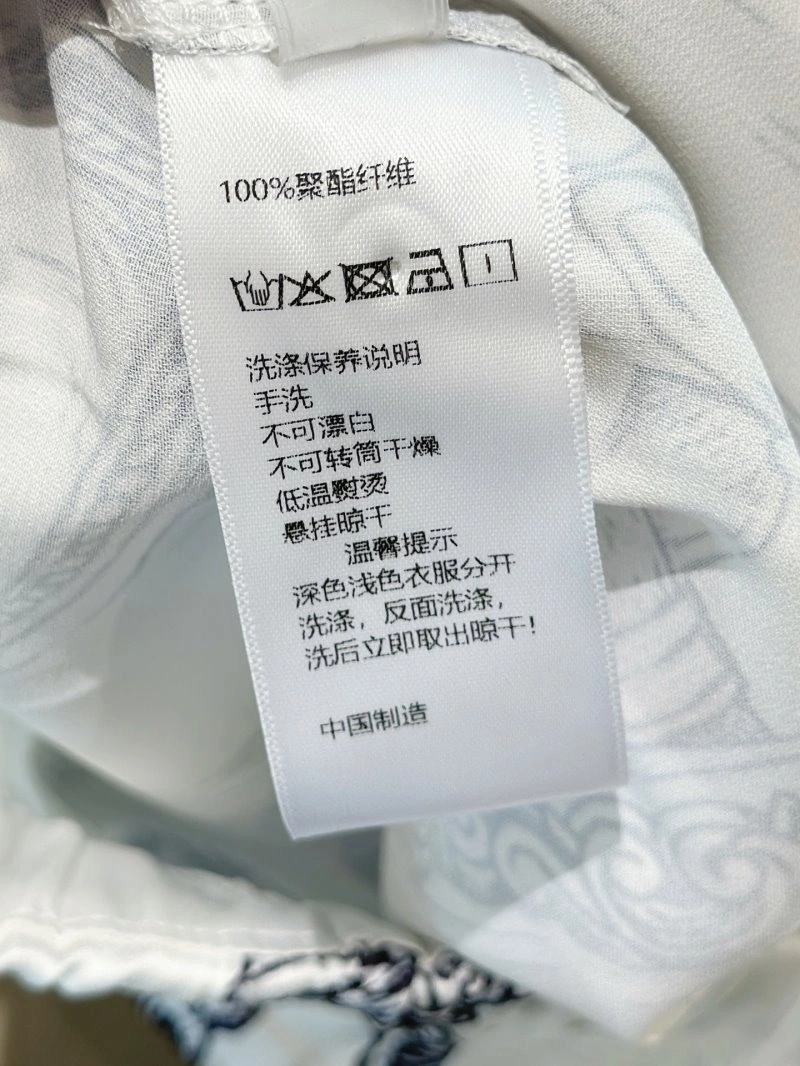 100%聚酯纤维
洗涤保养说明
手洗
不可漂白
不可转筒干燥
低温熨烫
悬挂晾干
温馨提示
深色浅色衣服分开
洗涤，反面洗涤，
洗后立即取出晾干！
中国制造